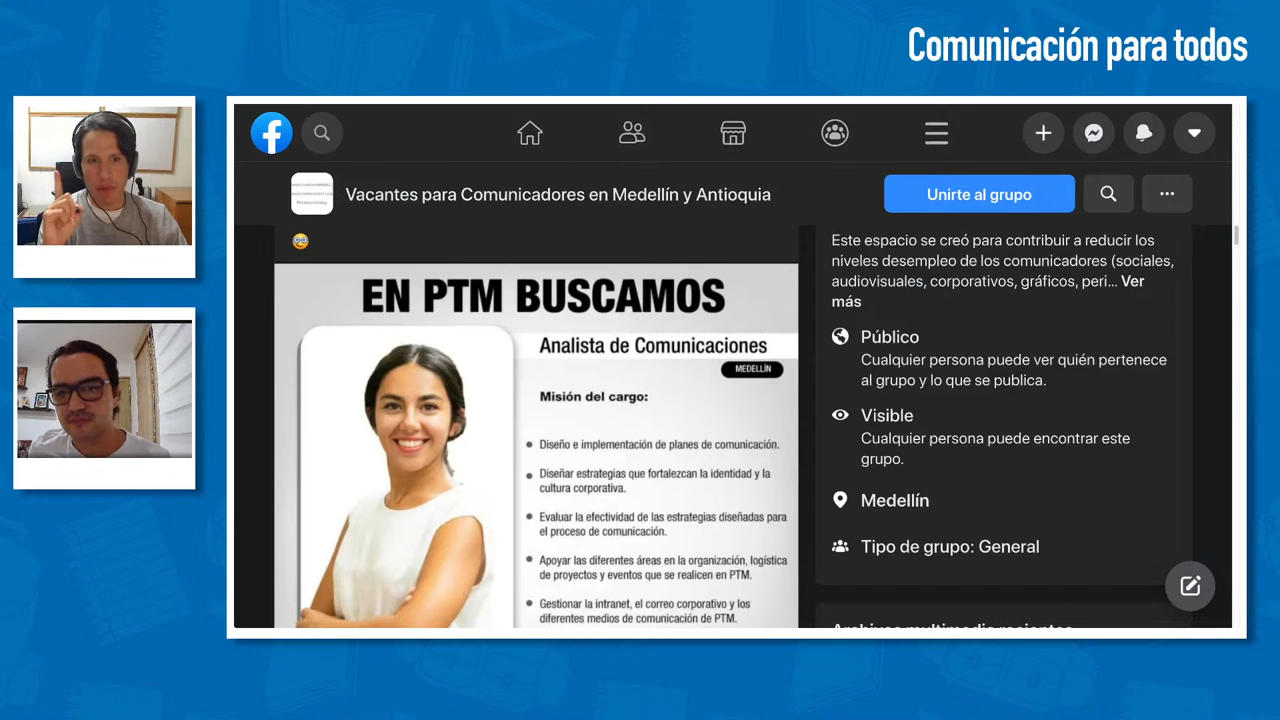 Comunicación para todos
Vacantes para Comunicadores en Medellín y Antioquia
Unirte al grupo
EN PTM BUSCAMOS
Analista de Comunicaciones
MEDELLÍN
Misión del cargo:
Diseño e implementación de planes de comunicación.
Diseñar estrategias que fortalezcan la identidad y la
cultura corporativa.
Evaluar la efectividad de las estrategias diseñadas para
el proceso de comunicación.
Apoyar las diferentes áreas en la organización, logística
de proyectos y eventos que se realicen en PTM.
Gestionar la intranet, el correo corporativo y los
diferentes medios de comunicación de PTM.
Este espacio se creó para contribuir a reducir los
niveles desempleo de los comunicadores (sociales,
audiovisuales, corporativos, gráficos, peri... Ver
más
Público
Cualquier persona puede ver quién pertenece
al grupo y lo que se publica.
Visible
Cualquier persona puede encontrar este
grupo.
Medellín
Tipo de grupo: General
Archivos multimedia recientes